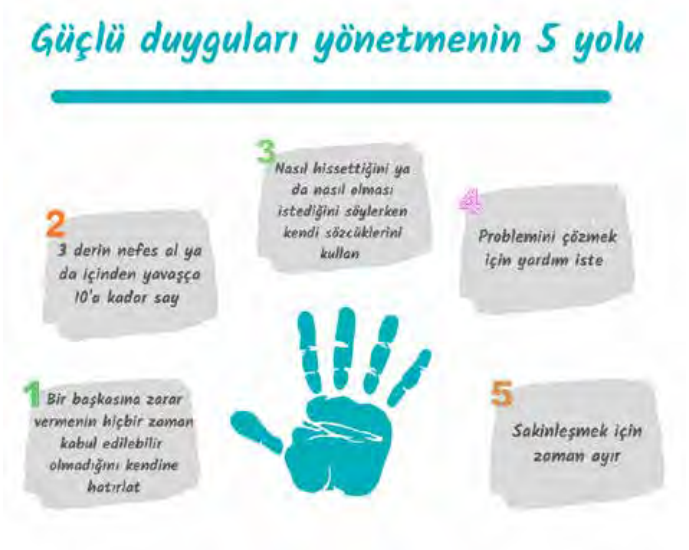 Güçlü duyguları yönetmenin 5 yolu
1
Bir başkasına zarar
vermenin hiçbir zaman
kabul edilebilir
olmadığını kendine
hatırlat
2
3 derin nefes al ya
da içinden yavaşça
10'a kadar say
3
Nasıl hissettiğini ya
da nasıl olması
istediğini söylerken
kendi sözcüklerini
kullan
4
Problemini çözmek
için yardım iste
5
Sakinleşmek için
zaman ayır